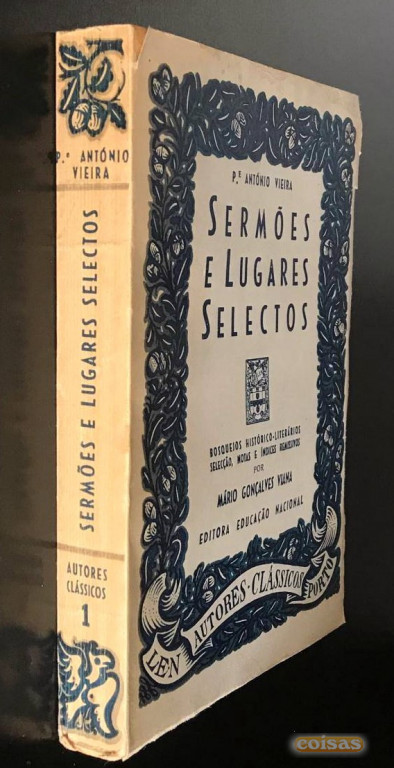 P.e ANTÓNIO
VIEIRA
SERMÕES E LUGARES SELECTOS
AUTORES
CLÁSSICOS
1
P.E ANTÓNIO VIEIRA
SERMÕES
E LUGARES
SELECTOS
BOSQUEJOS HISTÓRICO-LITERÁRIOS
SELECÇÃO, NOTAS E ÍNDICES REMISSIVOS
POR
MÁRIO GONÇALVES VIANA
EDITORA EDUCAÇÃO NACIONAL
L.E.N AUTORES·CLÁSSICOS PORTO
coisas